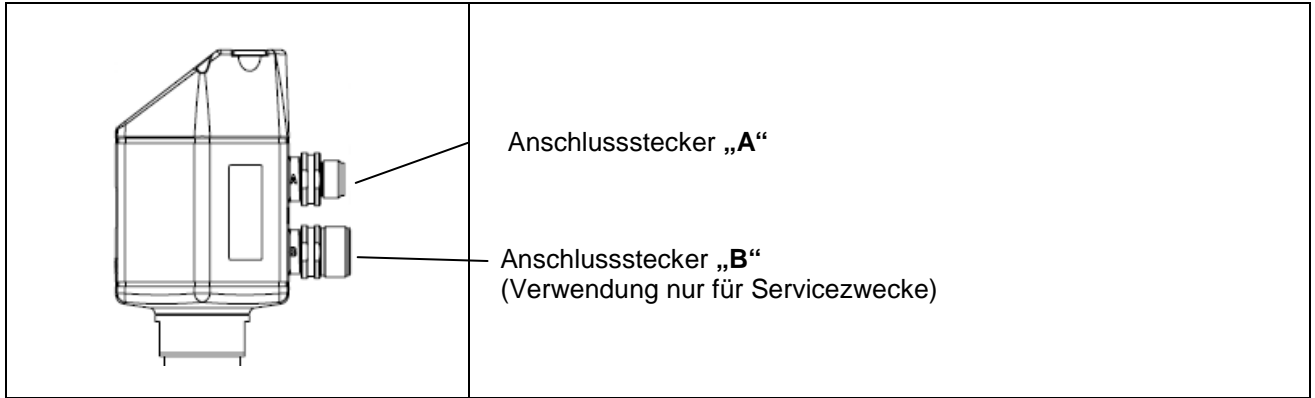 Anschlussstecker „A“
A
Anschlussstecker „B“
(Verwendung nur für Servicezwecke)
B